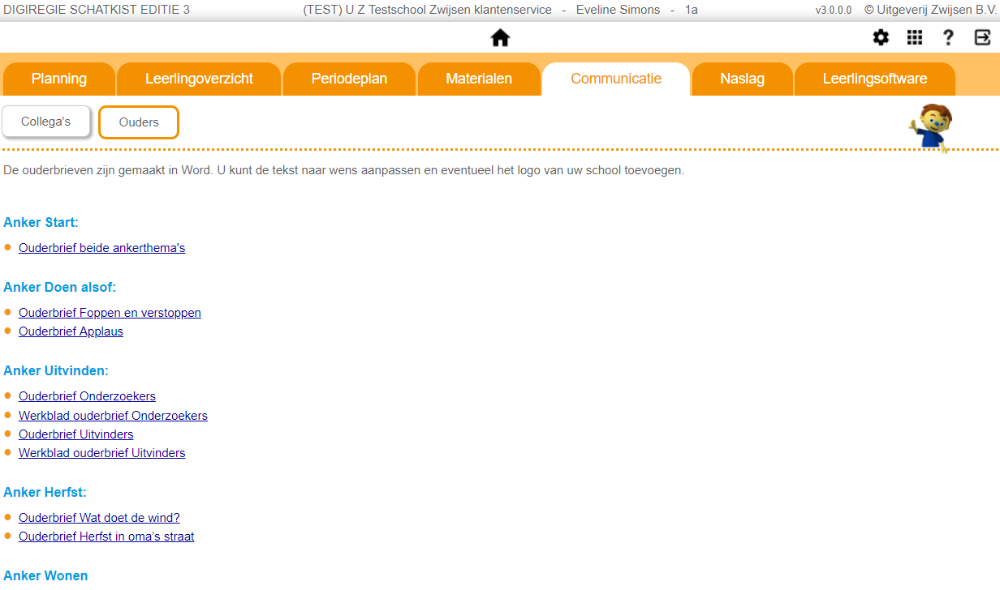 DIGIREGIE SCHATKIST EDITIE 3 (TEST) U Z Testschool Zwijsen klantenservice - Eveline Simons - 1a v3.0.0.0 © Uitgeverij Zwijsen B.V.
Planning Leerlingoverzicht Periodeplan Materialen Communicatie Naslag Leerlingsoftware
Collega's Ouders
De ouderbrieven zijn gemaakt in Word. U kunt de tekst naar wens aanpassen en eventueel het logo van uw school toevoegen.
Anker Start:
Ouderbrief beide ankerthema's
Anker Doen alsof:
Ouderbrief Foppen en verstoppen
Ouderbrief Applaus
Anker Uitvinden:
Ouderbrief Onderzoekers
Werkblad ouderbrief Onderzoekers
Ouderbrief Uitvinders
Werkblad ouderbrief Uitvinders
Anker Herfst:
Ouderbrief Wat doet de wind?
Ouderbrief Herfst in oma's straat
Anker Wonen